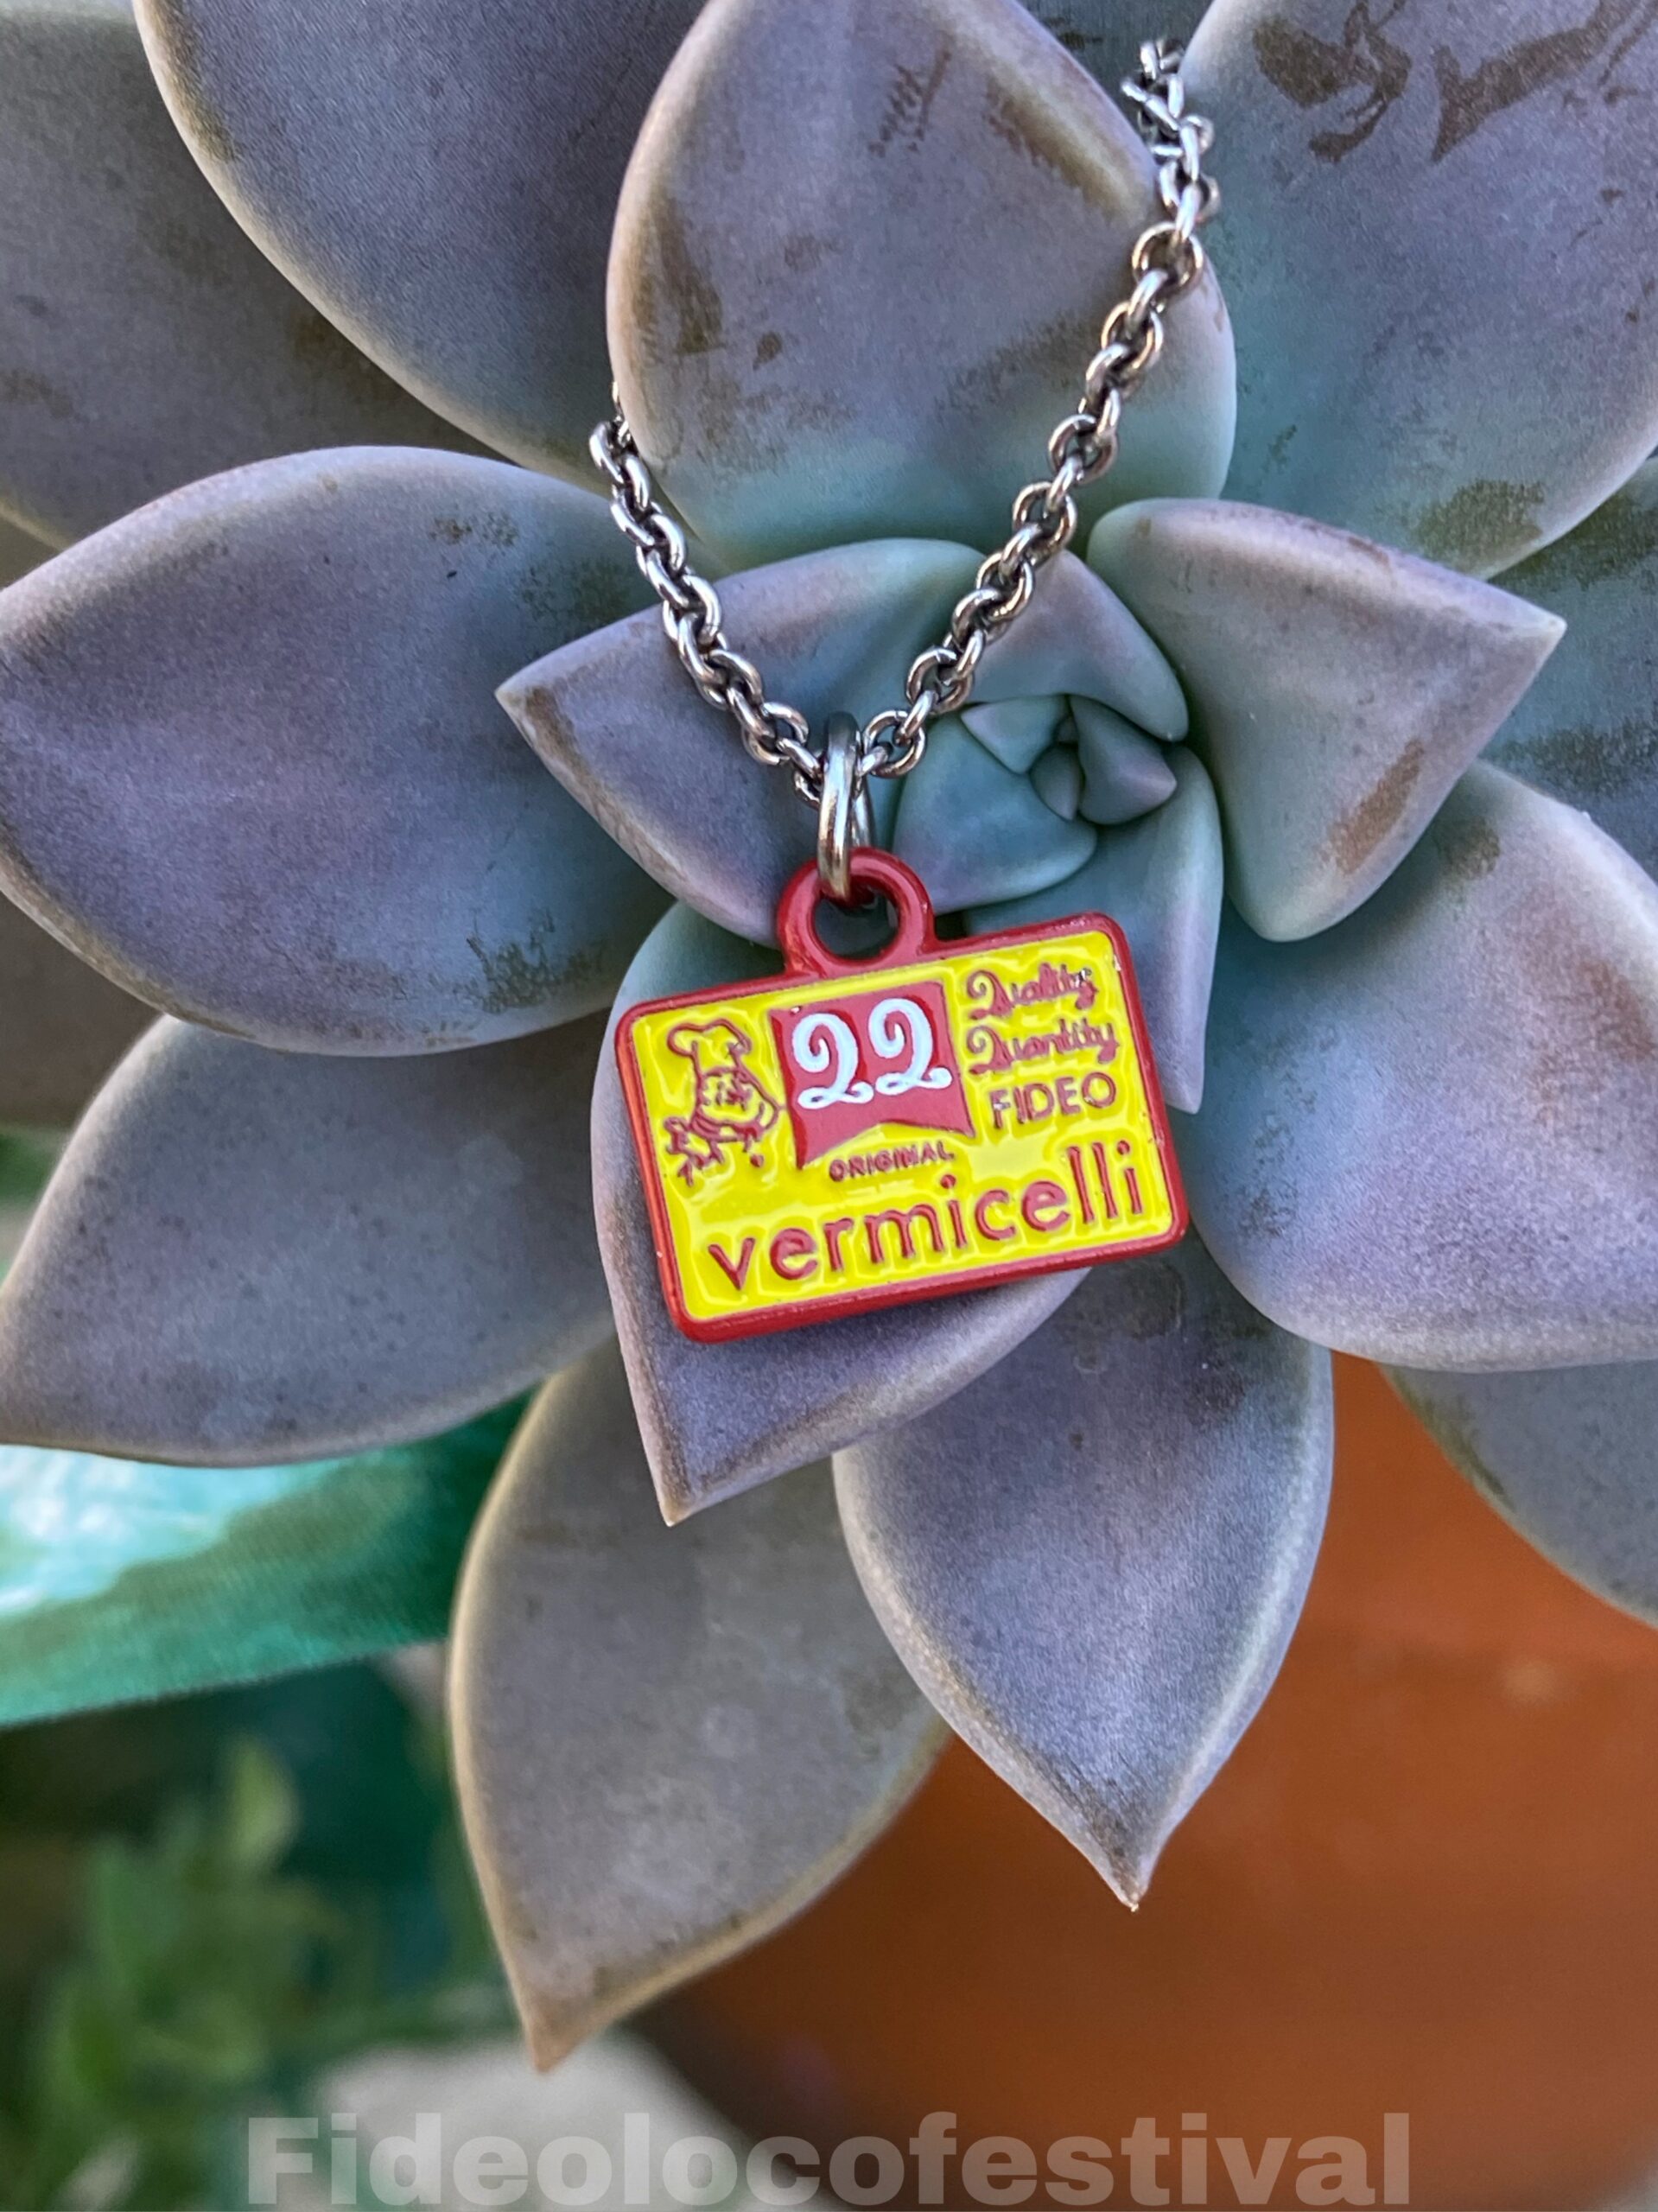 22
Quality
Quantity
FIDEO
ORIGINAL
vermicelli
Fideolocofestival